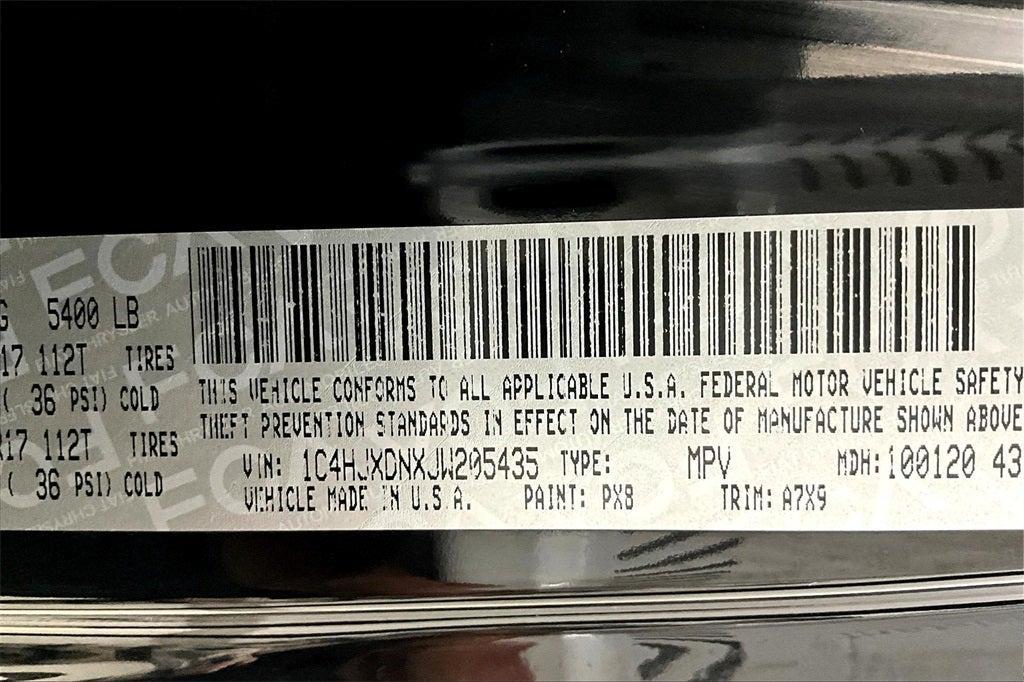 G 5400 LB
17 112T TIRES
( 36 PSI) COLD
17 112T TIRES
( 36 PSI) COLD
THIS VEHICLE CONFORMS TO ALL APPLICABLE U.S.A. FEDERAL MOTOR VEHICLE SAFETY
THEFT PREVENTION STANDARDS IN EFFECT ON THE DATE OF MANUFACTURE SHOWN ABOVE
VIN: 1C4HJXDNXJW205435 TYPE: MPV MDH: 100120 43
VEHICLE MADE IN U.S.A. PAINT: PX8 TRIM: A7X9